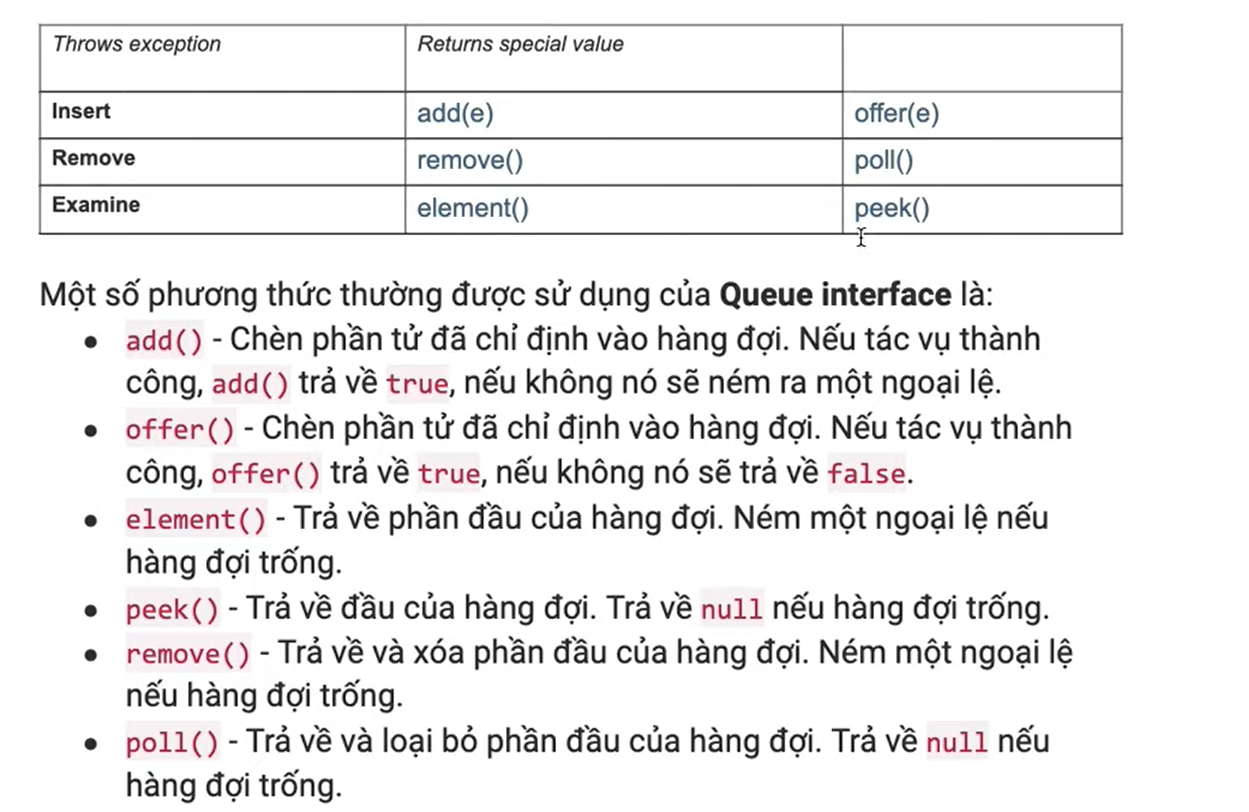 Throws exception Returns special value
Insert add(e) offer(e)
Remove remove() poll()
Examine element() peek()
Một số phương thức thường được sử dụng của Queue interface là:
● add() - Chèn phần tử đã chỉ định vào hàng đợi. Nếu tác vụ thành
công, add() trả về true, nếu không nó sẽ ném ra một ngoại lệ.
● offer() - Chèn phần tử đã chỉ định vào hàng đợi. Nếu tác vụ thành
công, offer() trả về true, nếu không nó sẽ trả về false.
● element() - Trả về phần đầu của hàng đợi. Ném một ngoại lệ nếu
hàng đợi trống.
● peek() - Trả về đầu của hàng đợi. Trả về null nếu hàng đợi trống.
● remove() - Trả về và xóa phần đầu của hàng đợi. Ném một ngoại lệ
nếu hàng đợi trống.
● poll() - Trả về và loại bỏ phần đầu của hàng đợi. Trả về null nếu
hàng đợi trống.